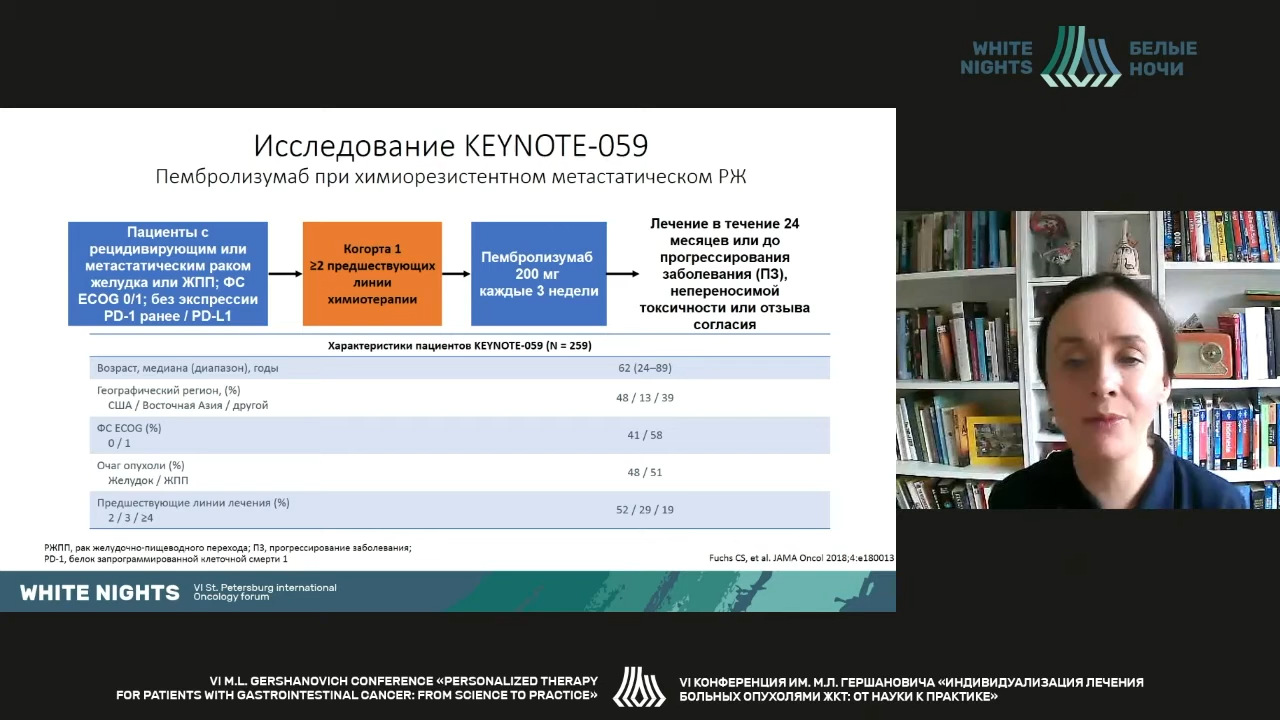 WHITE
NIGHTS
БЕЛЫЕ
НОЧИ
Исследование KEYNOTE-059
Пембролизумаб при химиорезистентном метастатическом РЖ
Пациенты с
рецидивирующим или
метастатическим раком
желудка или ЖПП; ФС
ECOG 0/1; без экспрессии
PD-1 ранее / PD-L1
Когорта 1
≥2 предшествующих
линии
химиотерапии
Пембролизумаб
200 мг
каждые 3 недели
Лечение в течение 24
месяцев или до
прогрессирования
заболевания (ПЗ),
непереносимой
токсичности или отзыва
согласия
Характеристики пациентов KEYNOTE-059 (N = 259)
Возраст, медиана (диапазон), годы 62 (24–89)
Географический регион, (%)
США / Восточная Азия / другой 48 / 13 / 39
ФС ECOG (%)
0 / 1 41 / 58
Очаг опухоли (%)
Желудок / ЖПП 48 / 51
Предшествующие линии лечения (%)
2 / 3 / ≥4 52 / 29 / 19
РЖПП, рак желудочно-пищеводного перехода; ПЗ, прогрессирование заболевания;
PD-1, белок запрограммированной клеточной смерти 1
Fuchs CS, et al. JAMA Oncol 2018;4:e180013
WHITE NIGHTS
VI St. Petersburg international
Oncology forum
VI M.L. GERSHANOVICH CONFERENCE «PERSONALIZED THERAPY
FOR PATIENTS WITH GASTROINTESTINAL CANCER: FROM SCIENCE TO PRACTICE»
VI КОНФЕРЕНЦИЯ ИМ. М.Л. ГЕРШАНОВИЧА «ИНДИВИДУАЛИЗАЦИЯ ЛЕЧЕНИЯ
БОЛЬНЫХ ОПУХОЛЯМИ ЖКТ: ОТ НАУКИ К ПРАКТИКЕ»